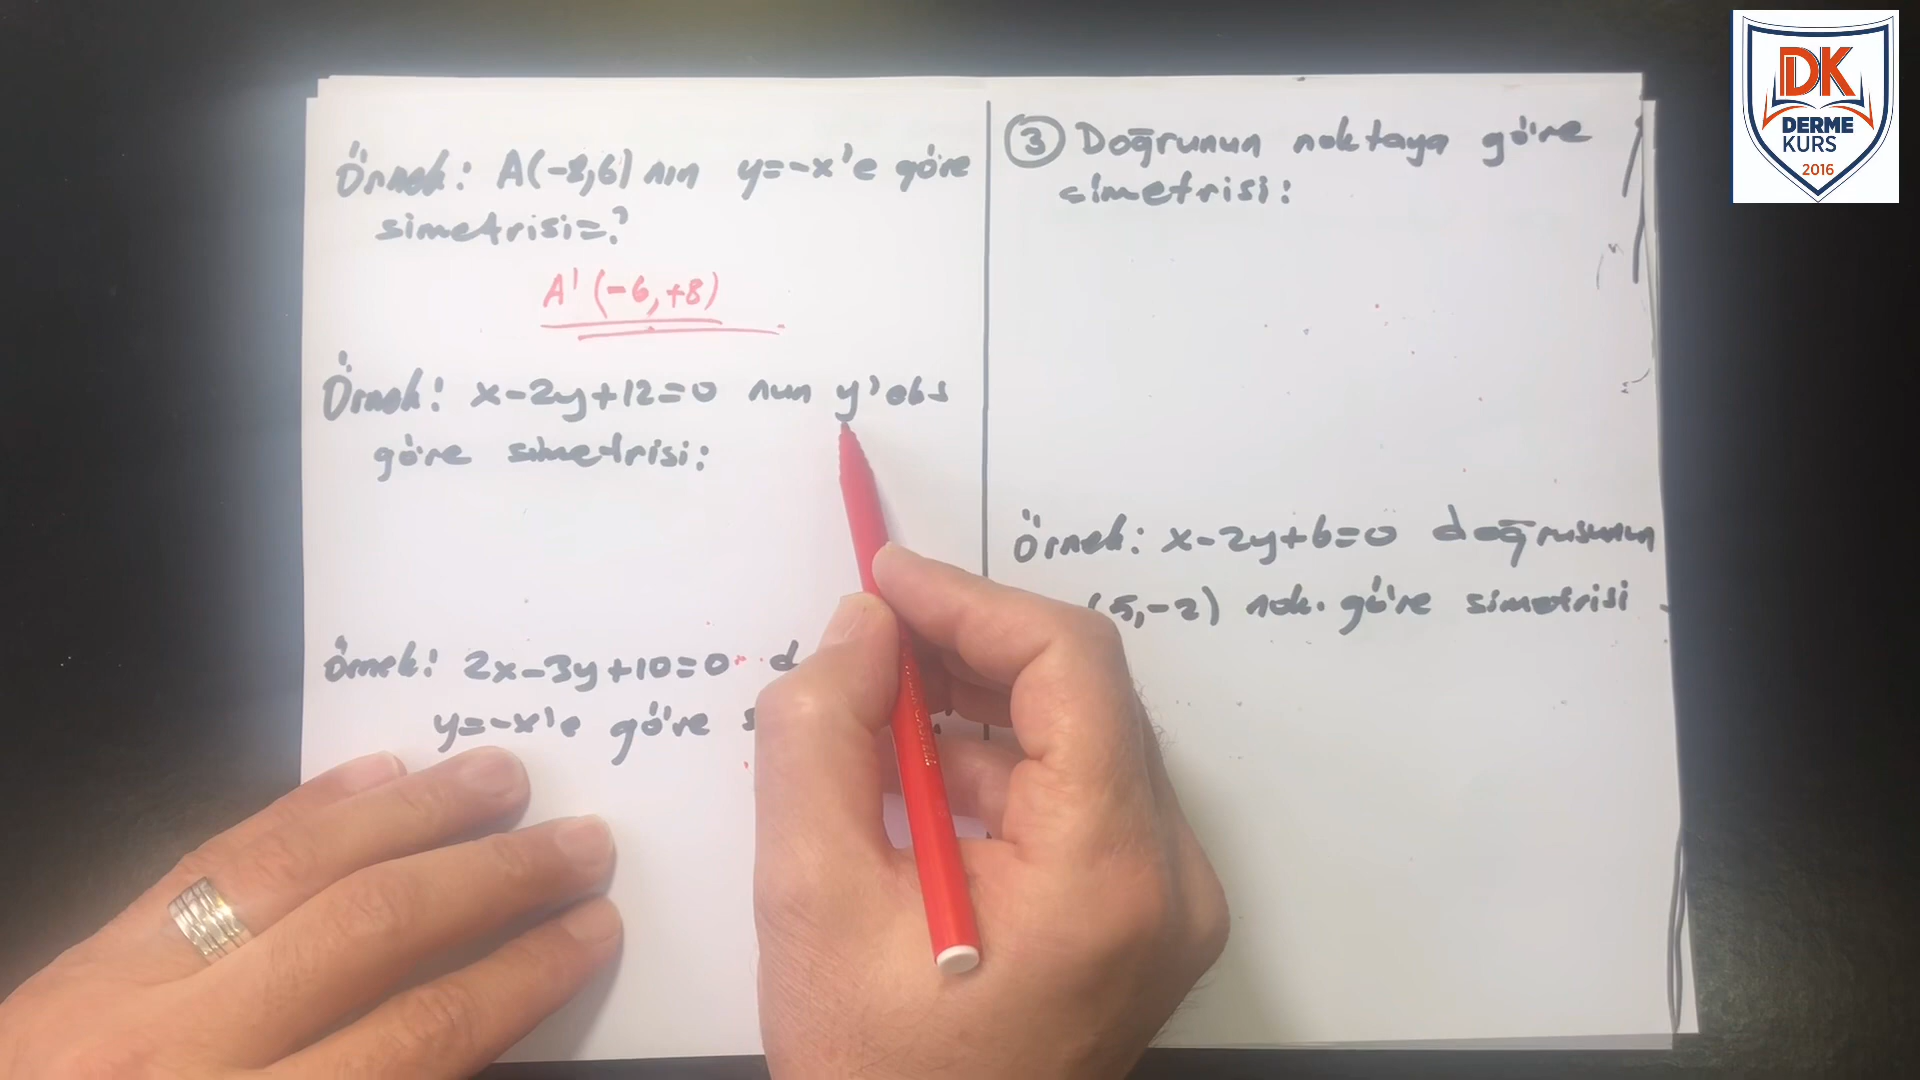 Örnek: A(-8,6) nın y=-x'e göre
simetrisi=?
A'(-6,+8)
Örnek: x-2y+12=0 nun y'ebs
göre simetrisi:
Örnek: 2x-3y+10=0 d
y=-x'e göre s
3 Doğrunun noktaya göre
simetrisi:
Örnek: x-2y+6=0 doğrusunun
(5,-2) nok. göre simetrisi
DK
DERME
KURS
2016